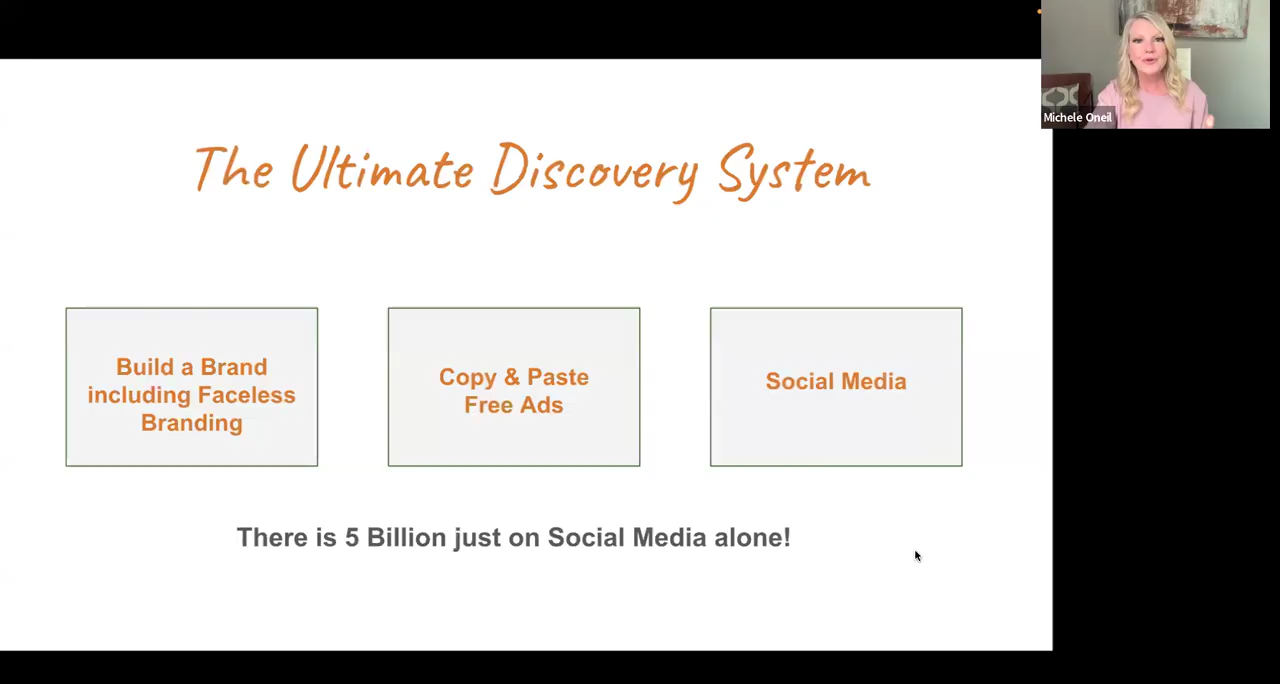 Michele Oneil
The Ultimate Discovery System
Build a Brand
including Faceless
Branding
Copy & Paste
Free Ads
Social Media
There is 5 Billion just on Social Media alone!